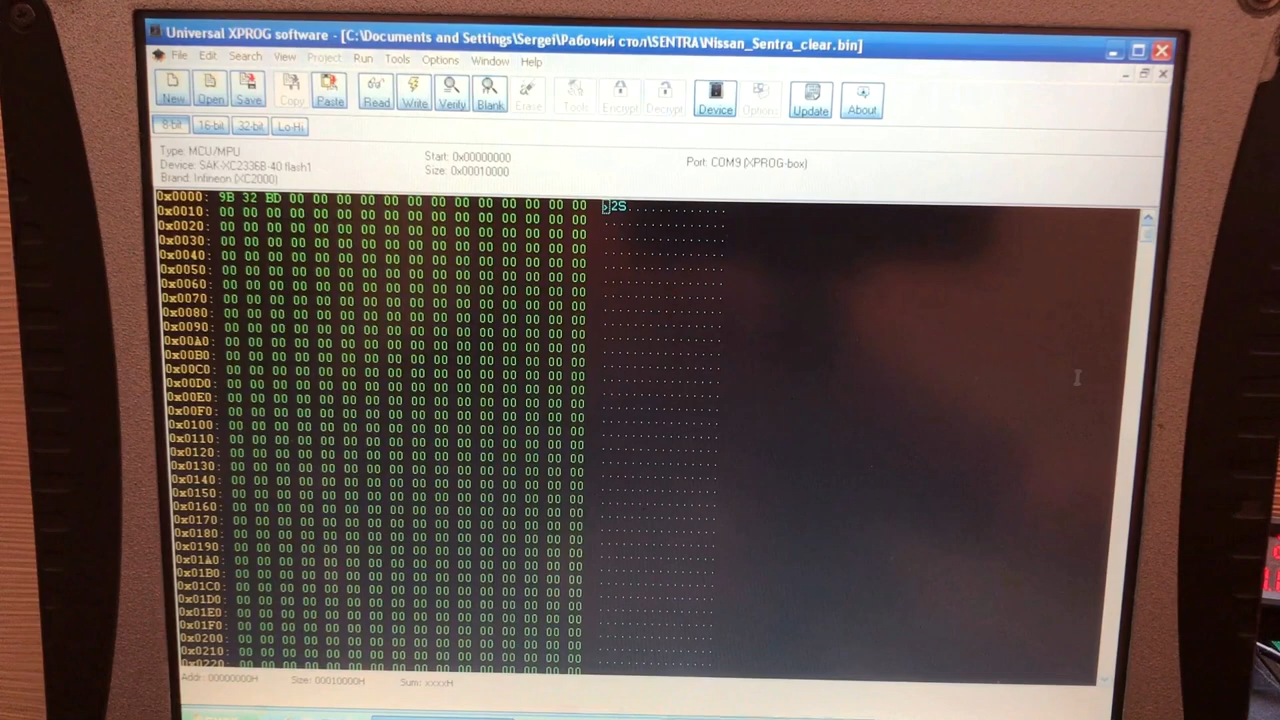 Universal XPROG software - [C:\Documents and Settings\Sergei\Рабочий стол\SENTRA\Nissan_Sentra_clear.bin]
File Edit Search View Project Run Tools Options Window Help
New Open Save Copy Paste Read Write Verify Blank Erase Tools Encrypt Decrypt Device Options Update About
8-bit 16-bit 32-bit Lo-Hi
Type: MCU/MPU
Device: SAK-XC2336B-40 flash1
Brand: Infineon (XC2000)
Start: 0x00000000
Size: 0x00010000
Port: COM9 (XPROG-box)
0x0000: 9B 32 BD 00 00 00 00 00 00 00 00 00 00 00 00 00 >2S.............
0x0010: 00 00 00 00 00 00 00 00 00 00 00 00 00 00 00 00 ................
0x0020: 00 00 00 00 00 00 00 00 00 00 00 00 00 00 00 00 ................
0x0030: 00 00 00 00 00 00 00 00 00 00 00 00 00 00 00 00 ................
0x0040: 00 00 00 00 00 00 00 00 00 00 00 00 00 00 00 00 ................
0x0050: 00 00 00 00 00 00 00 00 00 00 00 00 00 00 00 00 ................
0x0060: 00 00 00 00 00 00 00 00 00 00 00 00 00 00 00 00 ................
0x0070: 00 00 00 00 00 00 00 00 00 00 00 00 00 00 00 00 ................
0x0080: 00 00 00 00 00 00 00 00 00 00 00 00 00 00 00 00 ................
0x0090: 00 00 00 00 00 00 00 00 00 00 00 00 00 00 00 00 ................
0x00A0: 00 00 00 00 00 00 00 00 00 00 00 00 00 00 00 00 ................
0x00B0: 00 00 00 00 00 00 00 00 00 00 00 00 00 00 00 00 ................
0x00C0: 00 00 00 00 00 00 00 00 00 00 00 00 00 00 00 00 ................
0x00D0: 00 00 00 00 00 00 00 00 00 00 00 00 00 00 00 00 ................
0x00E0: 00 00 00 00 00 00 00 00 00 00 00 00 00 00 00 00 ................
0x00F0: 00 00 00 00 00 00 00 00 00 00 00 00 00 00 00 00 ................
0x0100: 00 00 00 00 00 00 00 00 00 00 00 00 00 00 00 00 ................
0x0110: 00 00 00 00 00 00 00 00 00 00 00 00 00 00 00 00 ................
0x0120: 00 00 00 00 00 00 00 00 00 00 00 00 00 00 00 00 ................
0x0130: 00 00 00 00 00 00 00 00 00 00 00 00 00 00 00 00 ................
0x0140: 00 00 00 00 00 00 00 00 00 00 00 00 00 00 00 00 ................
0x0150: 00 00 00 00 00 00 00 00 00 00 00 00 00 00 00 00 ................
0x0160: 00 00 00 00 00 00 00 00 00 00 00 00 00 00 00 00 ................
0x0170: 00 00 00 00 00 00 00 00 00 00 00 00 00 00 00 00 ................
0x0180: 00 00 00 00 00 00 00 00 00 00 00 00 00 00 00 00 ................
0x0190: 00 00 00 00 00 00 00 00 00 00 00 00 00 00 00 00 ................
0x01A0: 00 00 00 00 00 00 00 00 00 00 00 00 00 00 00 00 ................
0x01B0: 00 00 00 00 00 00 00 00 00 00 00 00 00 00 00 00 ................
0x01C0: 00 00 00 00 00 00 00 00 00 00 00 00 00 00 00 00 ................
0x01D0: 00 00 00 00 00 00 00 00 00 00 00 00 00 00 00 00 ................
0x01E0: 00 00 00 00 00 00 00 00 00 00 00 00 00 00 00 00 ................
0x01F0: 00 00 00 00 00 00 00 00 00 00 00 00 00 00 00 00 ................
0x0200: 00 00 00 00 00 00 00 00 00 00 00 00 00 00 00 00 ................
0x0210: 00 00 00 00 00 00 00 00 00 00 00 00 00 00 00 00 ................
0x0220: 00 00 00 00 00 00 00 00 00 00 00 00 00 00 00 00
Addr: 00000000H Size: 00010000H Sum: xxxxH